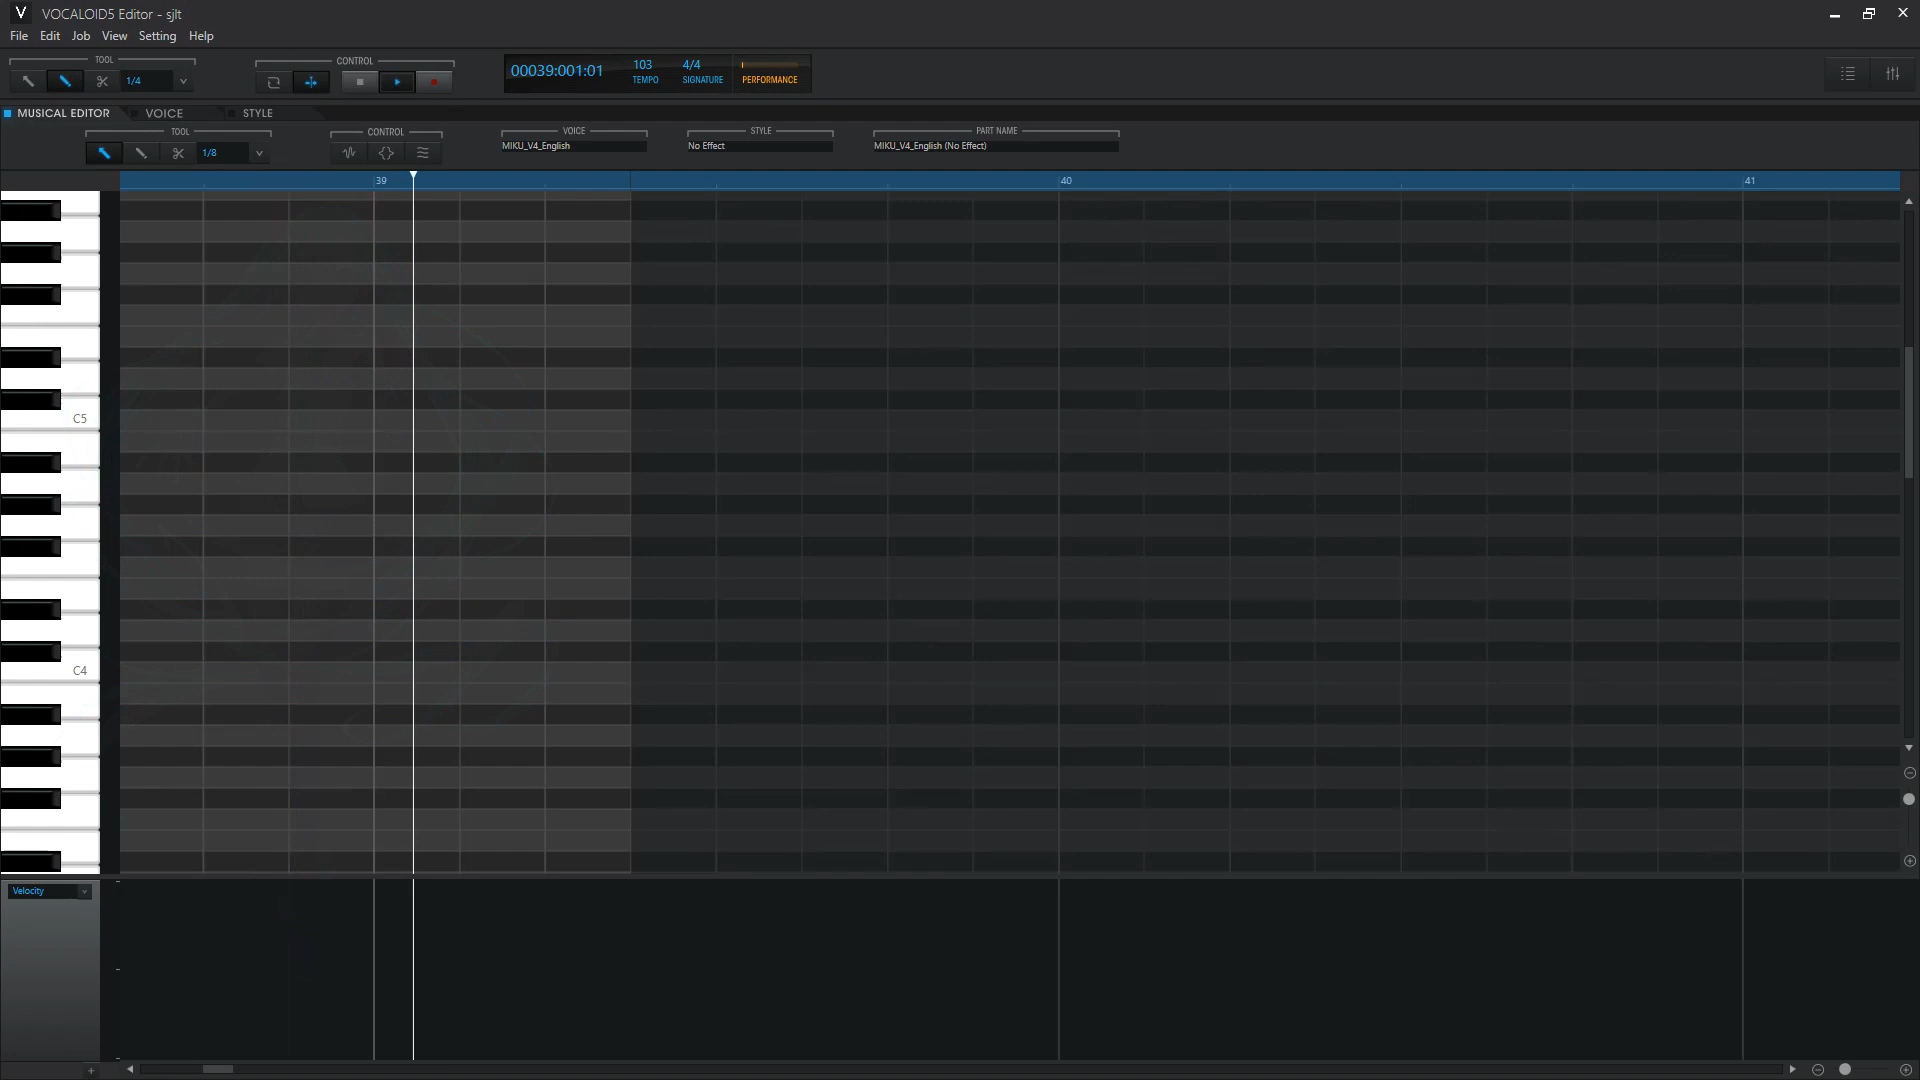 VOCALOID5 Editor - sjlt
File Edit Job View Setting Help
TOOL
CONTROL
1/4
00039:001:01
103
TEMPO
4/4
SIGNATURE
PERFORMANCE
MUSICAL EDITOR
VOICE
STYLE
TOOL
CONTROL
VOICE
STYLE
PART NAME
1/8
MIKU_V4_English
No Effect
MIKU_V4_English (No Effect)
39
40
41
C5
C4
Velocity